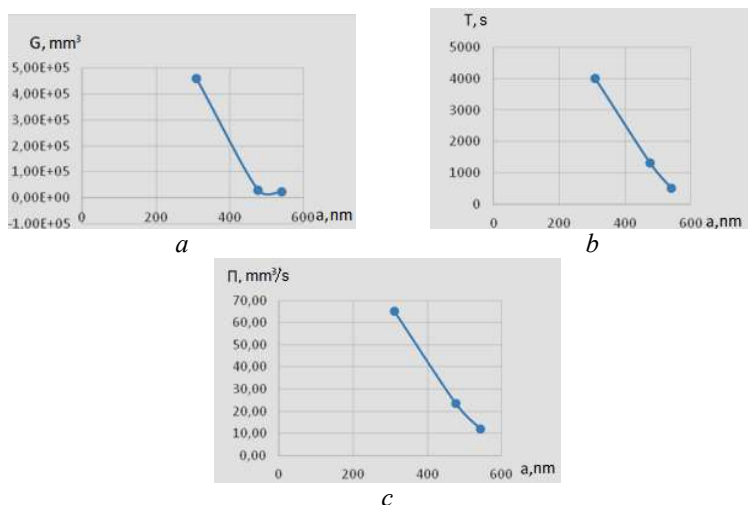 G, mm³
5,00E+05
4,00E+05
3,00E+05
2,00E+05
1,00E+05
0,00E+00
-1,00E+05
0 200 400 600 a,nm
a
T, s
5000
4000
3000
2000
1000
0
0 200 400 600 a,nm
b
П, mm³/s
70,00
60,00
50,00
40,00
30,00
20,00
10,00
0,00
0 200 400 600 a,nm
c